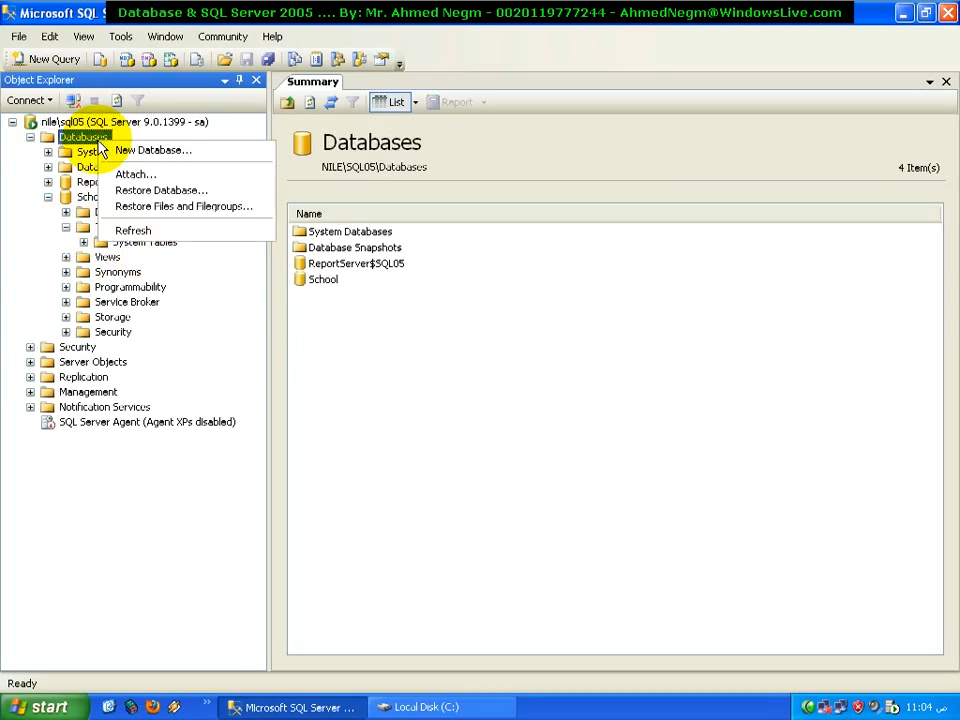 Microsoft SQL S
Database & SQL Server 2005 .... By: Mr. Ahmed Negm - 0020119777244 - AhmedNegm@WindowsLive.com
File Edit View Tools Window Community Help
New Query
Object Explorer
Summary
Connect
List
Report
nile\sql05 (SQL Server 9.0.1399 - sa)
Databases
New Database...
Attach...
Restore Database...
Restore Files and Filegroups...
Refresh
Syst
Data
Repo
Scho
System Tables
Views
Synonyms
Programmability
Service Broker
Storage
Security
Security
Server Objects
Replication
Management
Notification Services
SQL Server Agent (Agent XPs disabled)
Databases
NILE\SQL05\Databases
4 Item(s)
Name
System Databases
Database Snapshots
ReportServer$SQL05
School
Ready
start
Microsoft SQL Server ...
Local Disk (C:)
11:04 ص